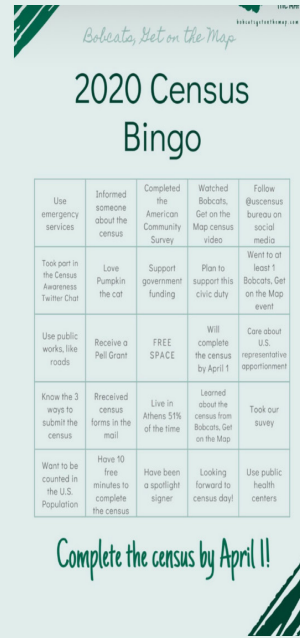 bobcatsgetonthemap.com
Bobcats, Get on the Map
2020 Census
Bingo
Use
emergency
services
Informed
someone
about the
census
Completed
the
American
Community
Survey
Watched
Bobcats,
Get on the
Map census
video
Follow
@uscensus
bureau on
social
media
Took part in
the Census
Awareness
Twitter Chat
Love
Pumpkin
the cat
Support
government
funding
Plan to
support this
civic duty
Went to at
least 1
Bobcats, Get
on the Map
event
Use public
works, like
roads
Receive a
Pell Grant
FREE
SPACE
Will
complete
the census
by April 1
Care about
U.S.
representative
apportionment
Know the 3
ways to
submit the
census
Rreceived
census
forms in the
mail
Live in
Athens 51%
of the time
Learned
about the
census from
Bobcats, Get
on the Map
Took our
suvey
Want to be
counted in
the U.S.
Population
Have 10
free
minutes to
complete
the census
Have been
a spotlight
signer
Looking
forward to
census day!
Use public
health
centers
Complete the census by April 1!